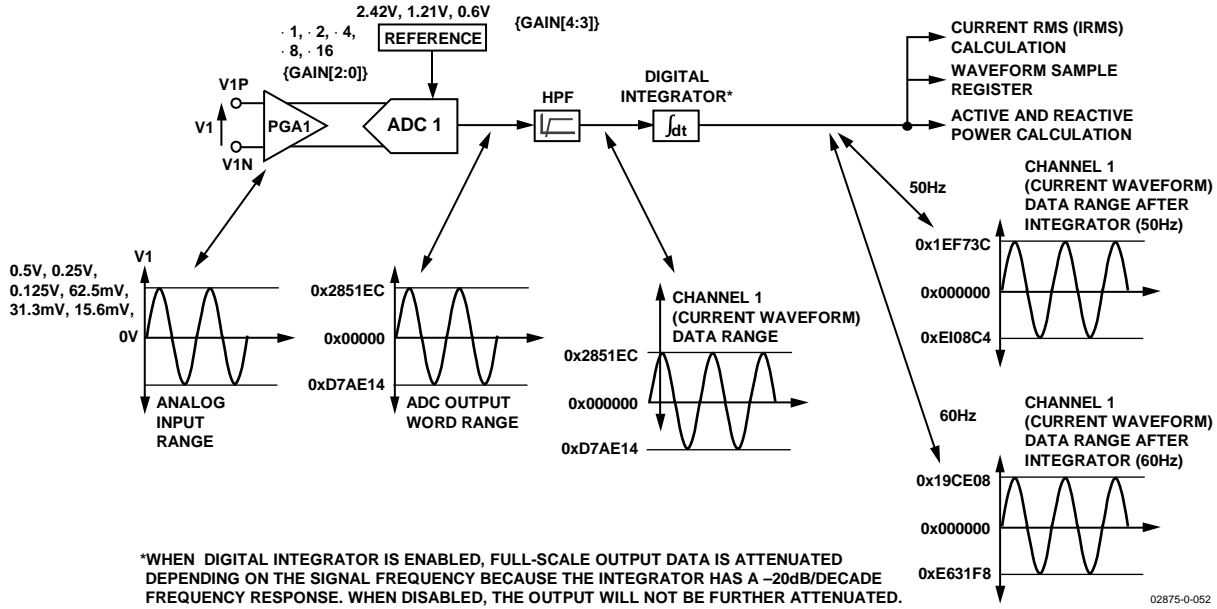 2.42V, 1.21V, 0.6V
{GAIN[4:3]}
· 1, · 2, · 4,
· 8, · 16
{GAIN[2:0]}
REFERENCE
V1P
V1
V1N
PGA1
ADC 1
HPF
DIGITAL
INTEGRATOR*
∫dt
CURRENT RMS (IRMS)
CALCULATION
WAVEFORM SAMPLE
REGISTER
ACTIVE AND REACTIVE
POWER CALCULATION
50Hz
CHANNEL 1
(CURRENT WAVEFORM)
DATA RANGE AFTER
INTEGRATOR (50Hz)
0x1EF73C
0x000000
0xEI08C4
V1
0.5V, 0.25V,
0.125V, 62.5mV,
31.3mV, 15.6mV,
0V
ANALOG
INPUT
RANGE
0x2851EC
0x00000
0xD7AE14
ADC OUTPUT
WORD RANGE
CHANNEL 1
(CURRENT WAVEFORM)
DATA RANGE
0x2851EC
0x000000
0xD7AE14
60Hz
CHANNEL 1
(CURRENT WAVEFORM)
DATA RANGE AFTER
INTEGRATOR (60Hz)
0x19CE08
0x000000
0xE631F8
*WHEN DIGITAL INTEGRATOR IS ENABLED, FULL-SCALE OUTPUT DATA IS ATTENUATED
DEPENDING ON THE SIGNAL FREQUENCY BECAUSE THE INTEGRATOR HAS A –20dB/DECADE
FREQUENCY RESPONSE. WHEN DISABLED, THE OUTPUT WILL NOT BE FURTHER ATTENUATED.
02875-0-052